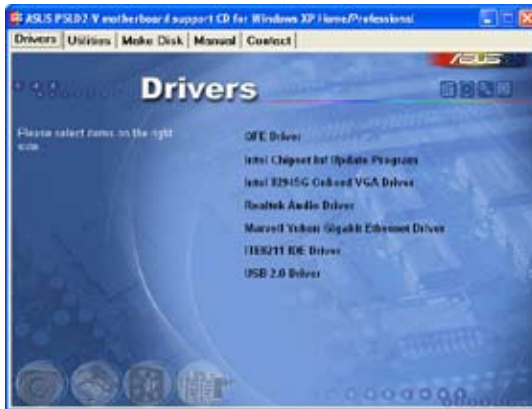 ASUS P5LD2-V motherboard support CD for Windows XP Home/Professional
Drivers Utilities Make Disk Manual Contact
ASUS
Drivers
Please select items on the right side
QFE Driver
Intel Chipset Inf Update Program
Intel 82945G Onboard VGA Driver
Realtek Audio Driver
Marvell Yukon Gigabit Ethernet Driver
ITE8211 IDE Driver
USB 2.0 Driver